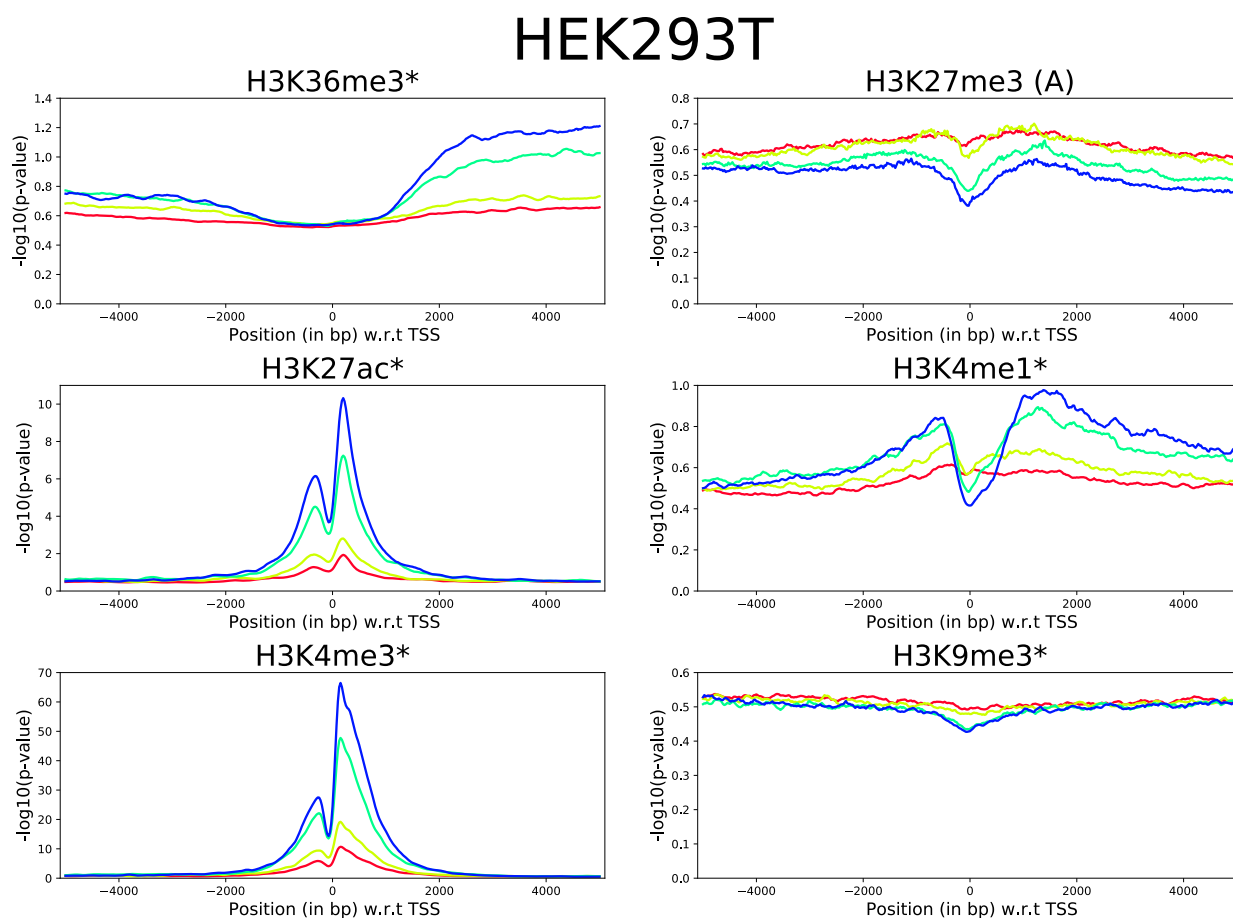 HEK293T
H3K36me3*
-log10(p-value)
1.4
1.2
1.0
0.8
0.6
0.4
0.2
0.0
−4000 −2000 0 2000 4000
Position (in bp) w.r.t TSS
H3K27me3 (A)
-log10(p-value)
0.8
0.7
0.6
0.5
0.4
0.3
0.2
0.1
0.0
−4000 −2000 0 2000 4000
Position (in bp) w.r.t TSS
H3K27ac*
-log10(p-value)
10
8
6
4
2
0
−4000 −2000 0 2000 4000
Position (in bp) w.r.t TSS
H3K4me1*
-log10(p-value)
1.0
0.8
0.6
0.4
0.2
0.0
−4000 −2000 0 2000 4000
Position (in bp) w.r.t TSS
H3K4me3*
-log10(p-value)
70
60
50
40
30
20
10
0
−4000 −2000 0 2000 4000
Position (in bp) w.r.t TSS
H3K9me3*
-log10(p-value)
0.6
0.5
0.4
0.3
0.2
0.1
0.0
−4000 −2000 0 2000 4000
Position (in bp) w.r.t TSS